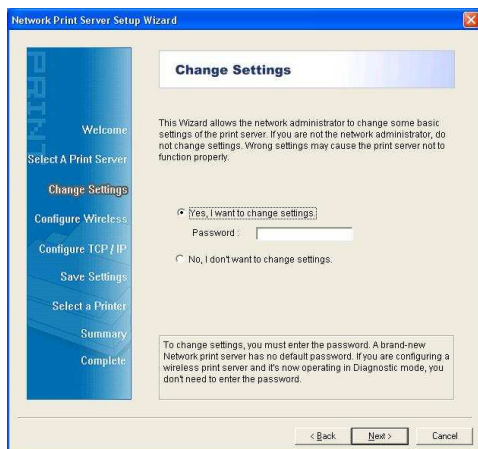 Network Print Server Setup Wizard
PRINT
Welcome
Select A Print Server
Change Settings
Configure Wireless
Configure TCP / IP
Save Settings
Select a Printer
Summary
Complete
Change Settings
This Wizard allows the network administrator to change some basic
settings of the print server. If you are not the network administrator, do
not change settings. Wrong settings may cause the print server not to
function properly.
Yes, I want to change settings.
Password :
No, I don't want to change settings.
To change settings, you must enter the password. A brand-new
Network print server has no default password. If you are configuring a
wireless print server and it's now operating in Diagnostic mode, you
don't need to enter the password.
< Back
Next >
Cancel